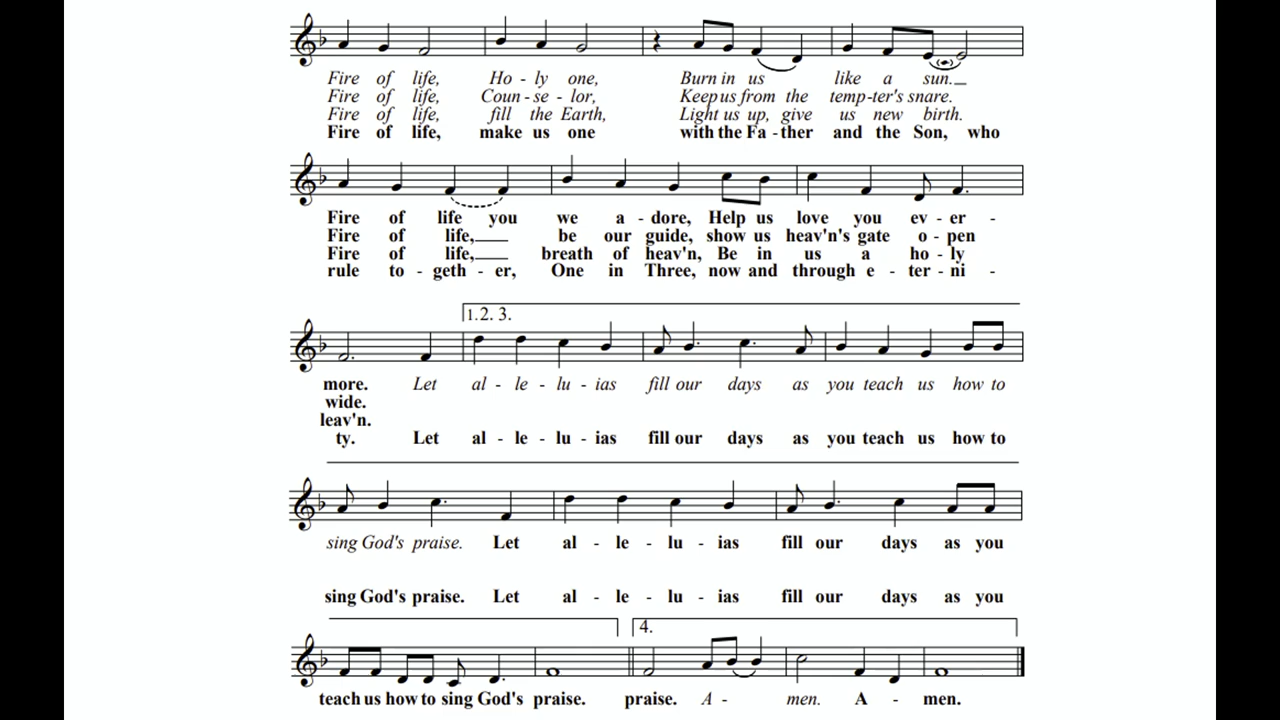 Fire of life, Ho - ly one, Burn in us like a sun.
Fire of life, Coun - se - lor, Keep us from the temp-ter's snare.
Fire of life, fill the Earth, Light us up, give us new birth.
Fire of life, make us one with the Fa - ther and the Son, who
Fire of life you we a - dore, Help us love you ev - er -
Fire of life, be our guide, show us heav'n's gate o - pen
Fire of life, breath of heav'n, Be in us a ho - ly
rule to - geth - er, One in Three, now and through e - ter - ni -
1.2. 3.
more. Let al - le - lu - ias fill our days as you teach us how to
wide.
leav'n.
ty. Let al - le - lu - ias fill our days as you teach us how to
sing God's praise. Let al - le - lu - ias fill our days as you
sing God's praise. Let al - le - lu - ias fill our days as you
4.
teach us how to sing God's praise. praise. A - men. A - men.